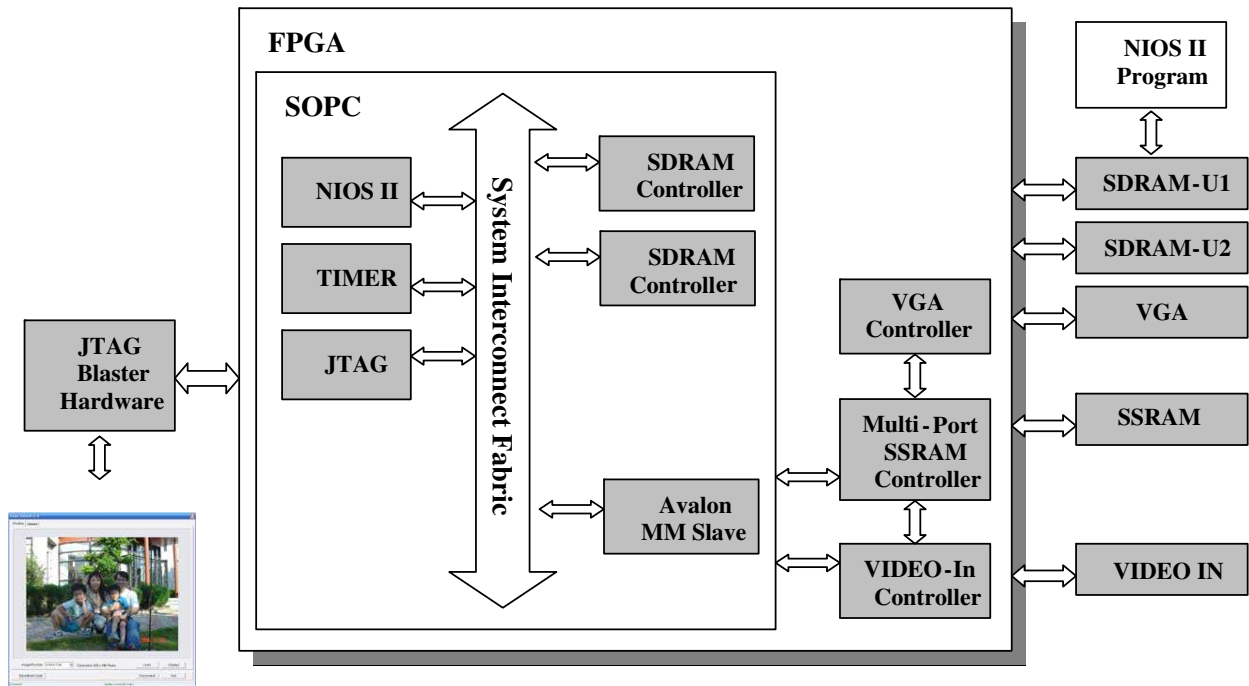 FPGA
SOPC
NIOS II
TIMER
JTAG
System Interconnect Fabric
SDRAM
Controller
SDRAM
Controller
Avalon
MM Slave
VGA
Controller
Multi-Port
SSRAM
Controller
VIDEO-In
Controller
JTAG
Blaster
Hardware
NIOS II
Program
SDRAM-U1
SDRAM-U2
VGA
SSRAM
VIDEO IN